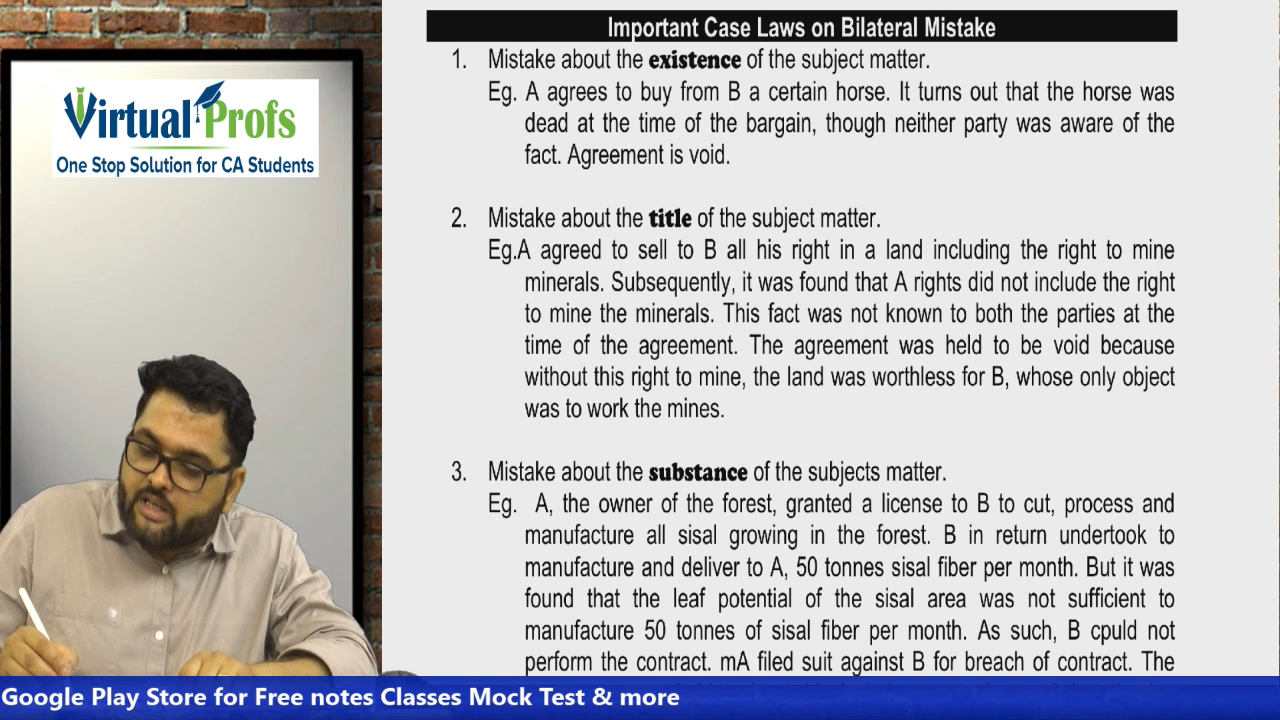 Important Case Laws on Bilateral Mistake
1. Mistake about the existence of the subject matter.
Eg. A agrees to buy from B a certain horse. It turns out that the horse was
dead at the time of the bargain, though neither party was aware of the
fact. Agreement is void.
2. Mistake about the title of the subject matter.
Eg.A agreed to sell to B all his right in a land including the right to mine
minerals. Subsequently, it was found that A rights did not include the right
to mine the minerals. This fact was not known to both the parties at the
time of the agreement. The agreement was held to be void because
without this right to mine, the land was worthless for B, whose only object
was to work the mines.
3. Mistake about the substance of the subjects matter.
Eg. A, the owner of the forest, granted a license to B to cut, process and
manufacture all sisal growing in the forest. B in return undertook to
manufacture and deliver to A, 50 tonnes sisal fiber per month. But it was
found that the leaf potential of the sisal area was not sufficient to
manufacture 50 tonnes of sisal fiber per month. As such, B cpuld not
perform the contract. mA filed suit against B for breach of contract. The
Virtual Profs
One Stop Solution for CA Students
Google Play Store for Free notes Classes Mock Test & more